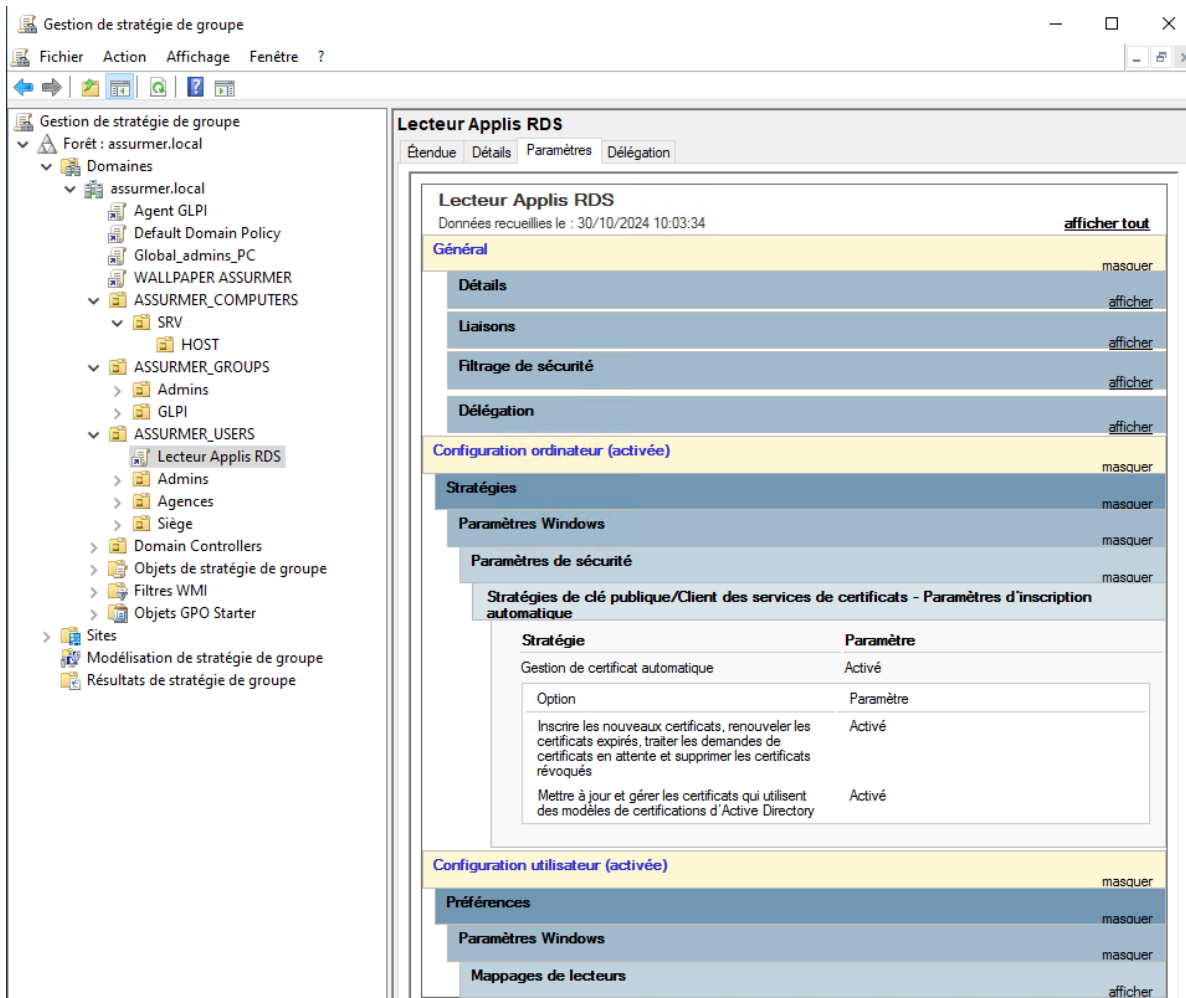 Gestion de stratégie de groupe
Fichier Action Affichage Fenêtre ?
Gestion de stratégie de groupe
Forêt : assurmer.local
Domaines
assurmer.local
Agent GLPI
Default Domain Policy
Global_admins_PC
WALLPAPER ASSURMER
ASSURMER_COMPUTERS
SRV
HOST
ASSURMER_GROUPS
Admins
GLPI
ASSURMER_USERS
Lecteur Applis RDS
Admins
Agences
Siège
Domain Controllers
Objets de stratégie de groupe
Filtres WMI
Objets GPO Starter
Sites
Modélisation de stratégie de groupe
Résultats de stratégie de groupe
Lecteur Applis RDS
Étendue Détails Paramètres Délégation
Lecteur Applis RDS
Données recueillies le : 30/10/2024 10:03:34 afficher tout
Général
masquer
Détails
afficher
Liaisons
afficher
Filtrage de sécurité
afficher
Délégation
afficher
Configuration ordinateur (activée)
masquer
Stratégies
masquer
Paramètres Windows
masquer
Paramètres de sécurité
masquer
Stratégies de clé publique/Client des services de certificats - Paramètres d'inscription
automatique
Stratégie Paramètre
Gestion de certificat automatique Activé
Option Paramètre
Inscrire les nouveaux certificats, renouveler les Activé
certificats expirés, traiter les demandes de
certificats en attente et supprimer les certificats
révoqués
Mettre à jour et gérer les certificats qui utilisent Activé
des modèles de certifications d'Active Directory
Configuration utilisateur (activée)
masquer
Préférences
masquer
Paramètres Windows
masquer
Mappages de lecteurs
afficher